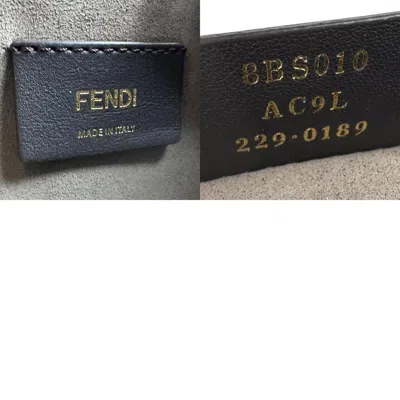 FENDI
MADE IN ITALY
8BS010
AC9L
229-0189